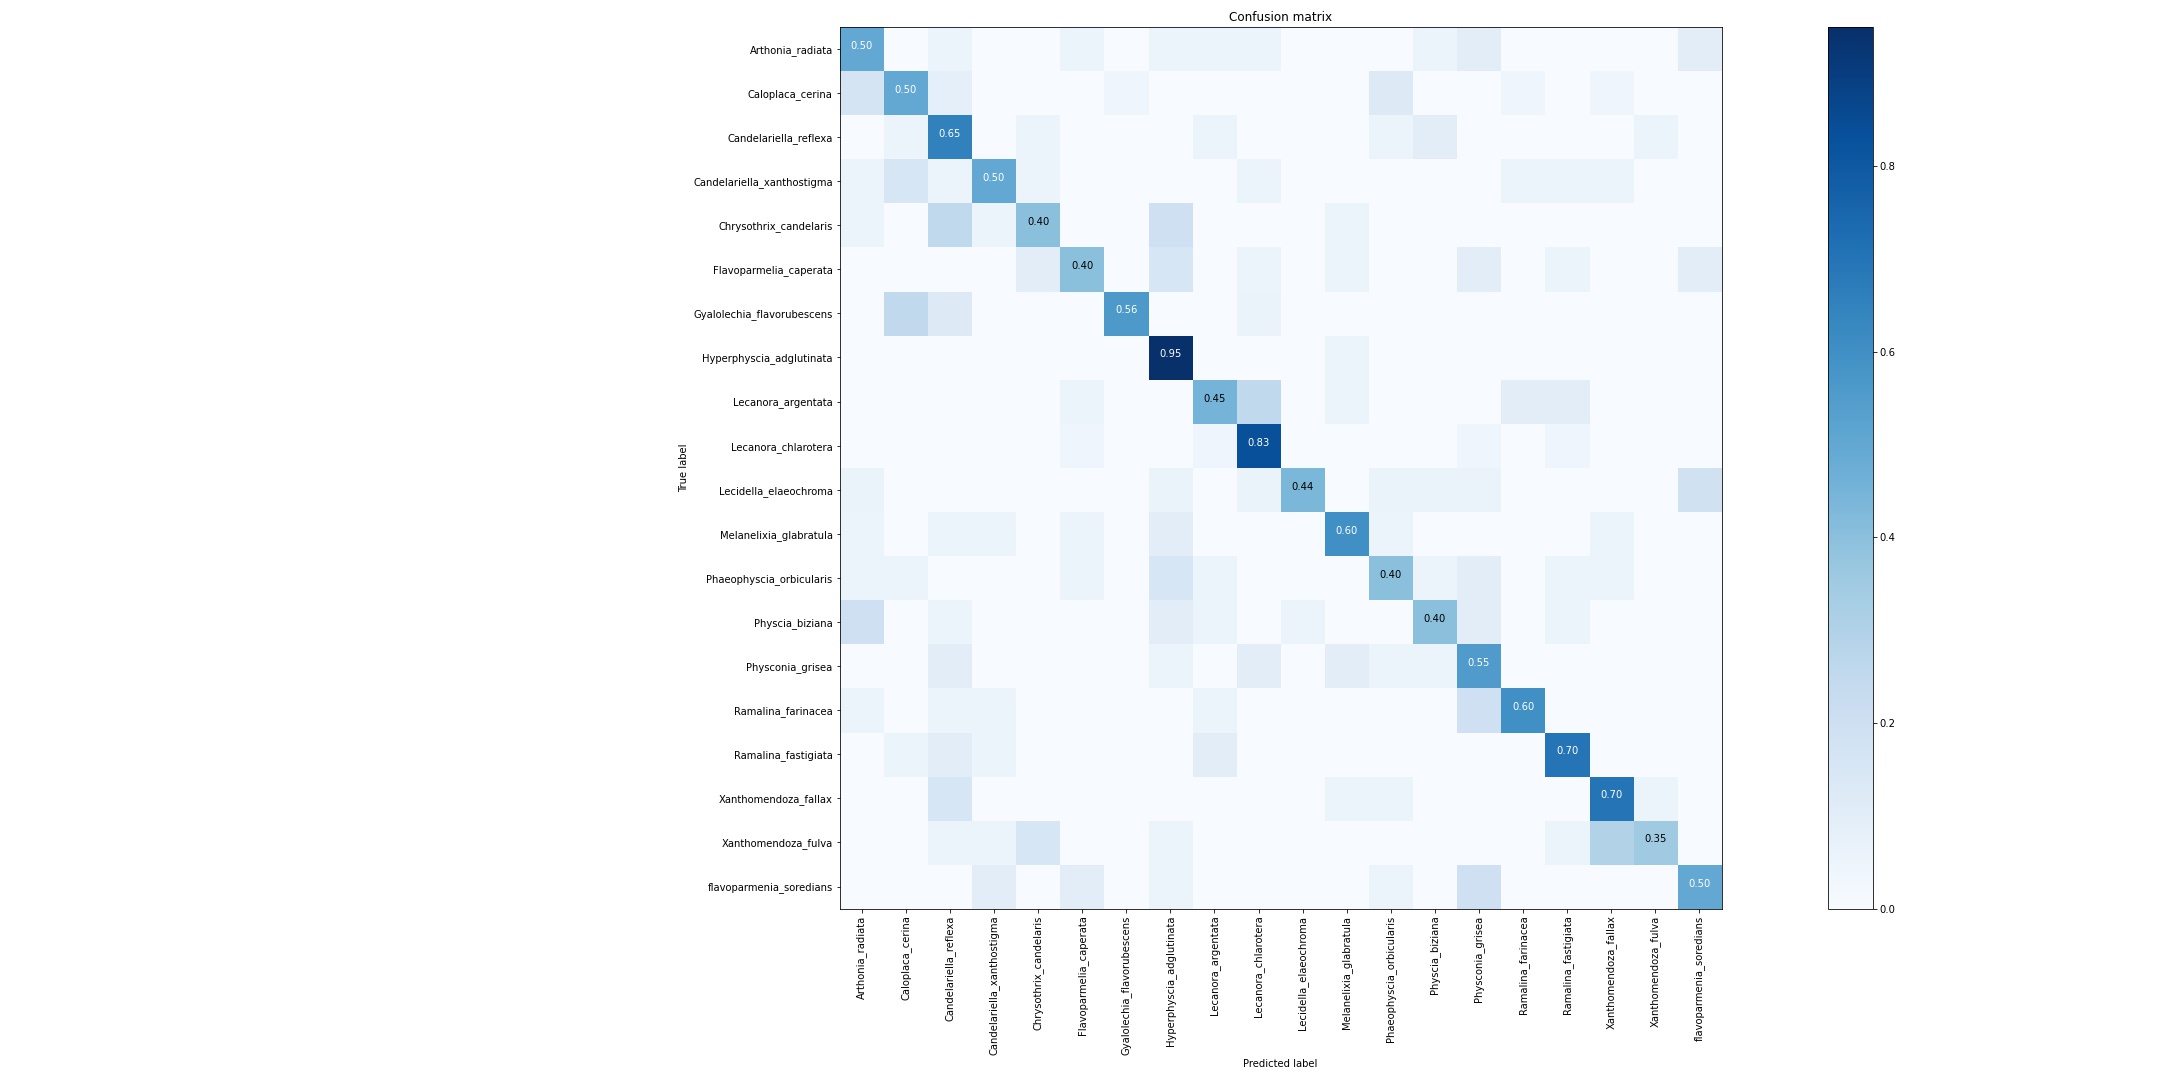 Confusion matrix
Arthonia_radiata 0.50
Caloplaca_cerina 0.50
Candelariella_reflexa 0.65
Candelariella_xanthostigma 0.50
Chrysothrix_candelaris 0.40
Flavoparmelia_caperata 0.40
Gyalolechia_flavorubescens 0.56
Hyperphyscia_adglutinata 0.95
Lecanora_argentata 0.45
Lecanora_chlarotera 0.83
Lecidella_elaeochroma 0.44
Melanelixia_glabratula 0.60
Phaeophyscia_orbicularis 0.40
Physcia_biziana 0.40
Physconia_grisea 0.55
Ramalina_farinacea 0.60
Ramalina_fastigiata 0.70
Xanthomendoza_fallax 0.70
Xanthomendoza_fulva 0.35
flavoparmenia_soredians 0.50
True label
Arthonia_radiata
Caloplaca_cerina
Candelariella_reflexa
Candelariella_xanthostigma
Chrysothrix_candelaris
Flavoparmelia_caperata
Gyalolechia_flavorubescens
Hyperphyscia_adglutinata
Lecanora_argentata
Lecanora_chlarotera
Lecidella_elaeochroma
Melanelixia_glabratula
Phaeophyscia_orbicularis
Physcia_biziana
Physconia_grisea
Ramalina_farinacea
Ramalina_fastigiata
Xanthomendoza_fallax
Xanthomendoza_fulva
flavoparmenia_soredians
Predicted label
0.8
0.6
0.4
0.2
0.0